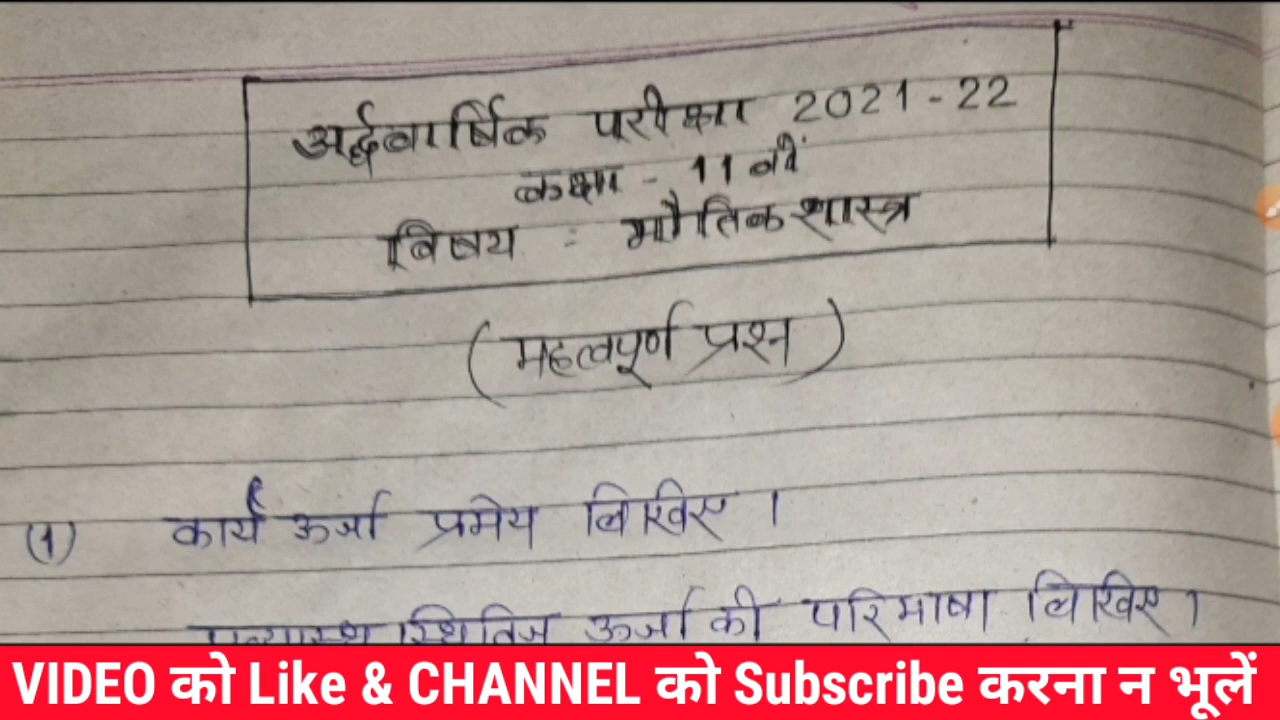 अर्द्धवार्षिक परीक्षा 2021-22
कक्षा - 11 वीं
विषय : भौतिक शास्त्र
(महत्वपूर्ण प्रश्न)
(1) कार्य ऊर्जा प्रमेय लिखिए ।
प्रत्यास्थ स्थितिज ऊर्जा की परिभाषा लिखिए ।
VIDEO को Like & CHANNEL को Subscribe करना न भूलें